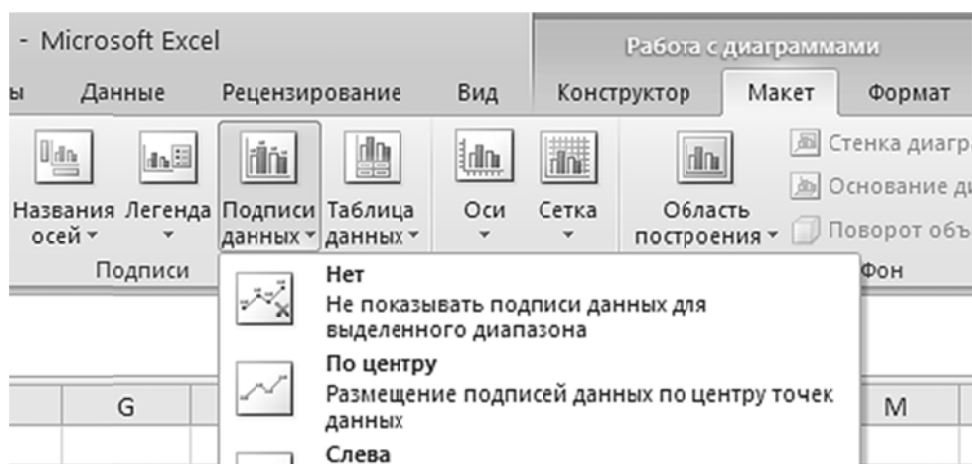 - Microsoft Excel
Работа с диаграммами
ы Данные Рецензирование Вид Конструктор Макет Формат
Названия осей
Легенда
Подписи данных
Таблица данных
Оси
Сетка
Область построения
Стенка диагр
Основание ди
Поворот объ
Подписи
Фон
Нет
Не показывать подписи данных для
выделенного диапазона
По центру
Размещение подписей данных по центру точек
данных
Слева
G
M